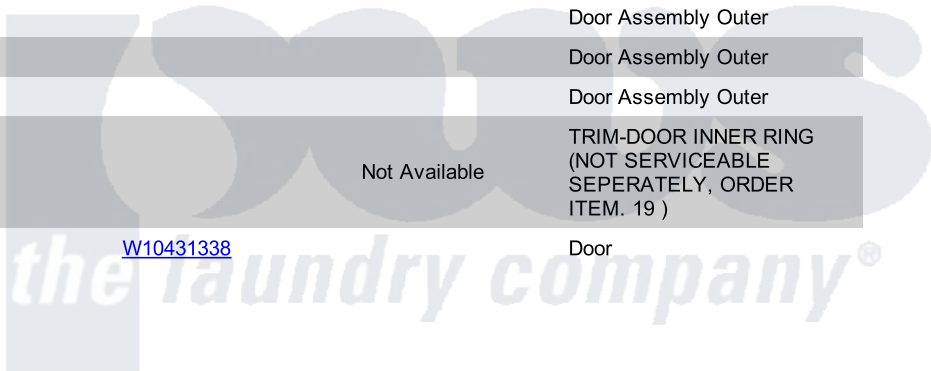 Door Assembly Outer
Door Assembly Outer
Door Assembly Outer
TRIM-DOOR INNER RING
(NOT SERVICEABLE
Not Available
SEPERATELY, ORDER
ITEM. 19 )
W10431338 Door
the laundry company®